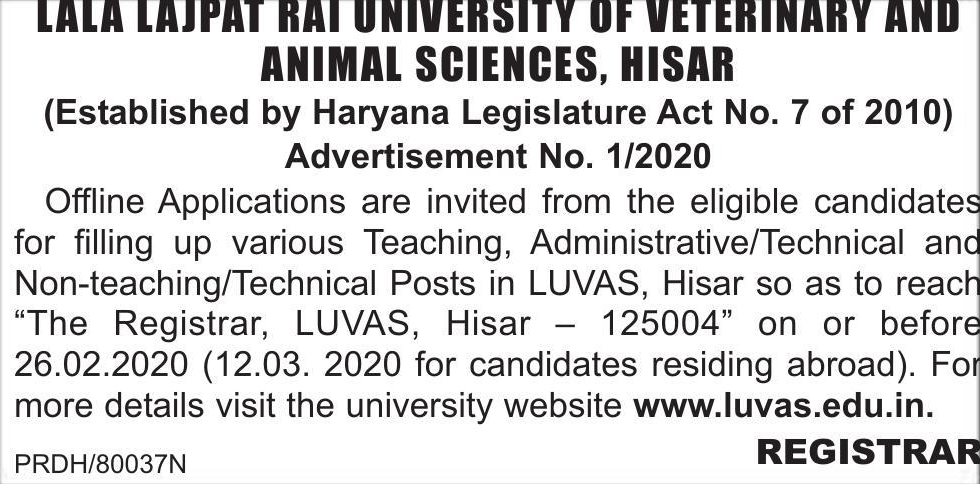 LALA LAJPAT RAI UNIVERSITY OF VETERINARY AND
ANIMAL SCIENCES, HISAR
(Established by Haryana Legislature Act No. 7 of 2010)
Advertisement No. 1/2020
Offline Applications are invited from the eligible candidates
for filling up various Teaching, Administrative/Technical and
Non-teaching/Technical Posts in LUVAS, Hisar so as to reach
“The Registrar, LUVAS, Hisar – 125004” on or before
26.02.2020 (12.03. 2020 for candidates residing abroad). For
more details visit the university website www.luvas.edu.in.
REGISTRAR
PRDH/80037N